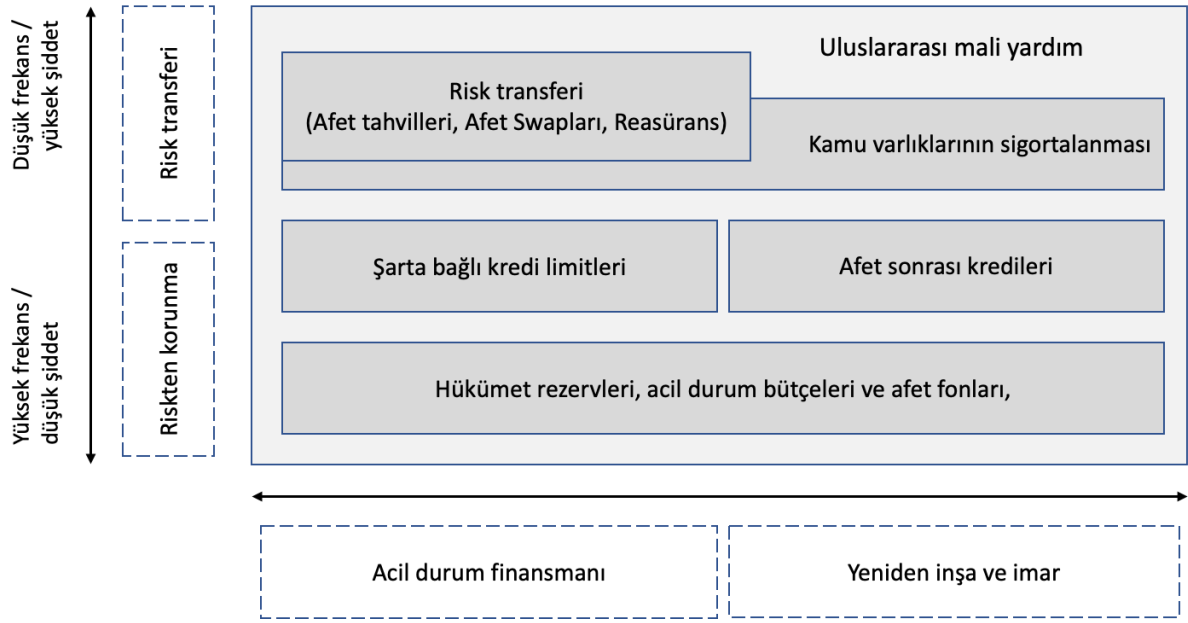 Düşük frekans /
yüksek şiddet
Risk transferi
Uluslararası mali yardım
Risk transferi
(Afet tahvilleri, Afet Swapları, Reasürans)
Kamu varlıklarının sigortalanması
Yüksek frekans /
düşük şiddet
Riskten korunma
Şarta bağlı kredi limitleri
Afet sonrası kredileri
Hükümet rezervleri, acil durum bütçeleri ve afet fonları,
Acil durum finansmanı
Yeniden inşa ve imar